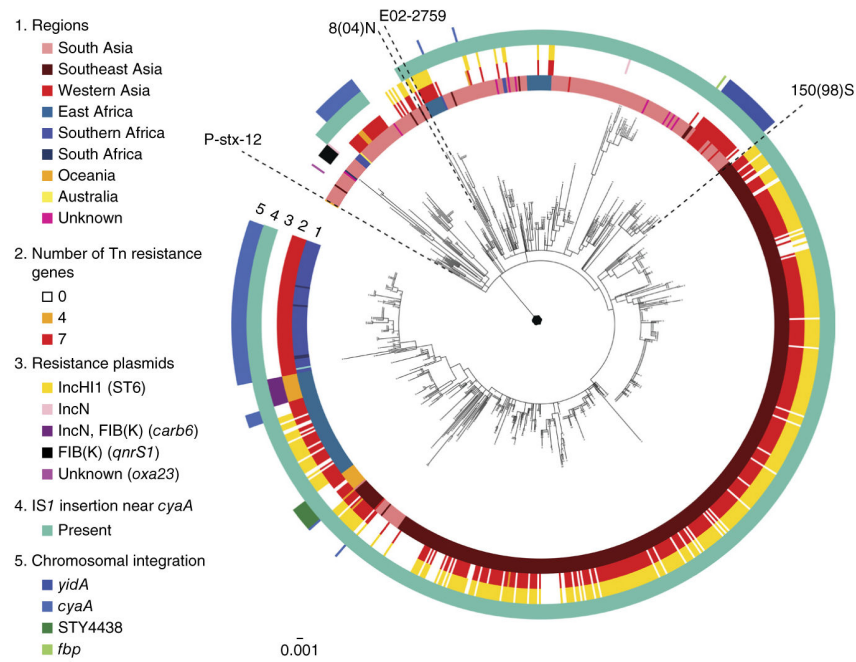 1. Regions
South Asia
Southeast Asia
Western Asia
East Africa
Southern Africa
South Africa
Oceania
Australia
Unknown
2. Number of Tn resistance
genes
0
4
7
3. Resistance plasmids
IncHI1 (ST6)
IncN
IncN, FIB(K) (carb6)
FIB(K) (qnrS1)
Unknown (oxa23)
4. IS1 insertion near cyaA
Present
5. Chromosomal integration
yidA
cyaA
STY4438
fbp
E02-2759
8(04)N
150(98)S
P-stx-12
5 4 3 2 1
0.001